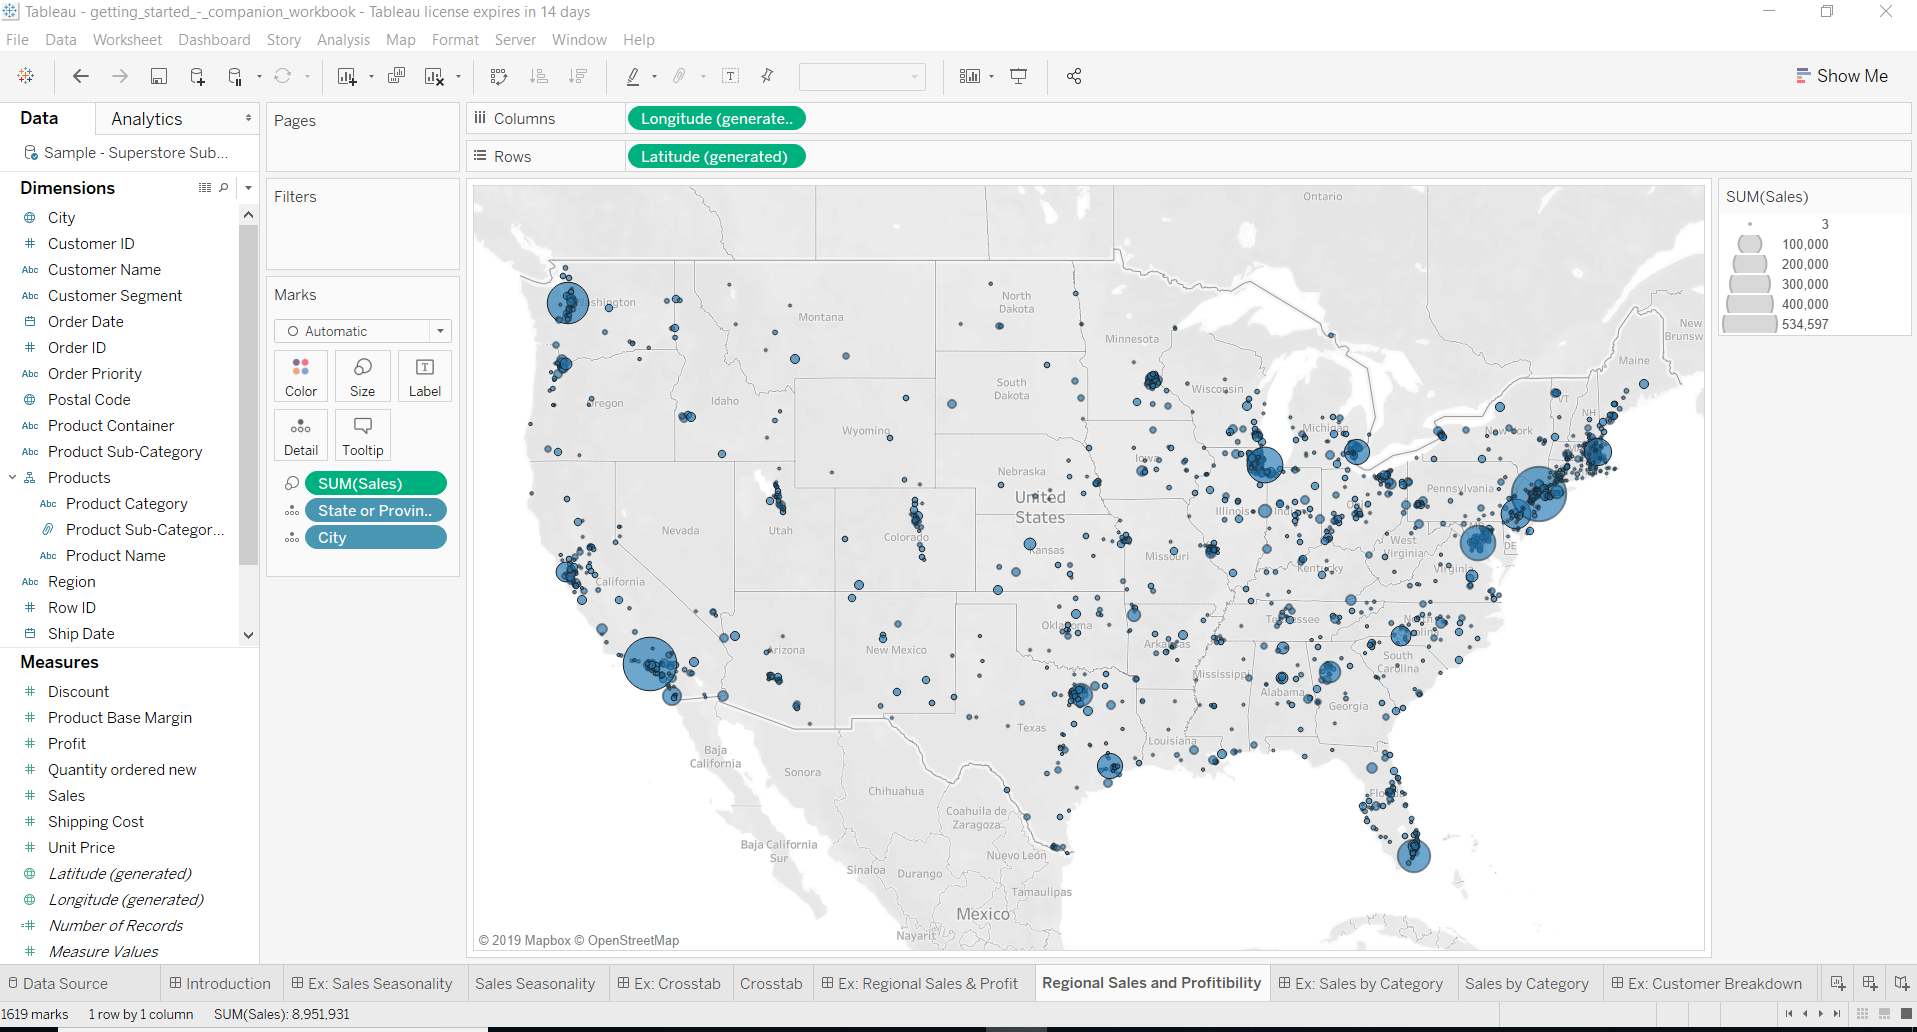 Tableau - getting_started_-_companion_workbook - Tableau license expires in 14 days
File Data Worksheet Dashboard Story Analysis Map Format Server Window Help
Show Me
Data Analytics
Sample - Superstore Sub...
Dimensions
City
Customer ID
Abc Customer Name
Abc Customer Segment
Order Date
Order ID
Abc Order Priority
Postal Code
Abc Product Container
Abc Product Sub-Category
Products
Abc Product Category
Product Sub-Categor...
Abc Product Name
Abc Region
Row ID
Ship Date
Measures
Discount
Product Base Margin
Profit
Quantity ordered new
Sales
Shipping Cost
Unit Price
Latitude (generated)
Longitude (generated)
Number of Records
Measure Values
Pages
Filters
Marks
Automatic
Color Size Label
Detail Tooltip
SUM(Sales)
State or Provin..
City
Columns Longitude (generate..
Rows Latitude (generated)
Ontario
Washington
Montana
North
Dakota
Minnesota
New
Brunsw
Maine
South
Dakota
Wisconsin
Oregon
Idaho
Wyoming
Michigan
VT
NH
New York
Iowa
Nebraska
Pennsylvania
United
States
Nevada
Utah
Colorado
Illinois
Kansas
Missouri
West
Virginia
DE
Virginia
Kentucky
California
Oklahoma
Tennessee
North
Carolina
Arizona
New Mexico
Arkansas
South
Carolina
Mississippi
Alabama
Georgia
Texas
Louisiana
Baja
California
Sonora
Chihuahua
Florida
Coahuila de
Zaragoza
Baja California
Sur
Nuevo León
Sinaloa
Durango
Tamaulipas
Mexico
Nayarit
© 2019 Mapbox © OpenStreetMap
SUM(Sales)
3
100,000
200,000
300,000
400,000
534,597
Data Source Introduction Ex: Sales Seasonality Sales Seasonality Ex: Crosstab Crosstab Ex: Regional Sales & Profit Regional Sales and Profitibility Ex: Sales by Category Sales by Category Ex: Customer Breakdown
1619 marks 1 row by 1 column SUM(Sales): 8,951,931